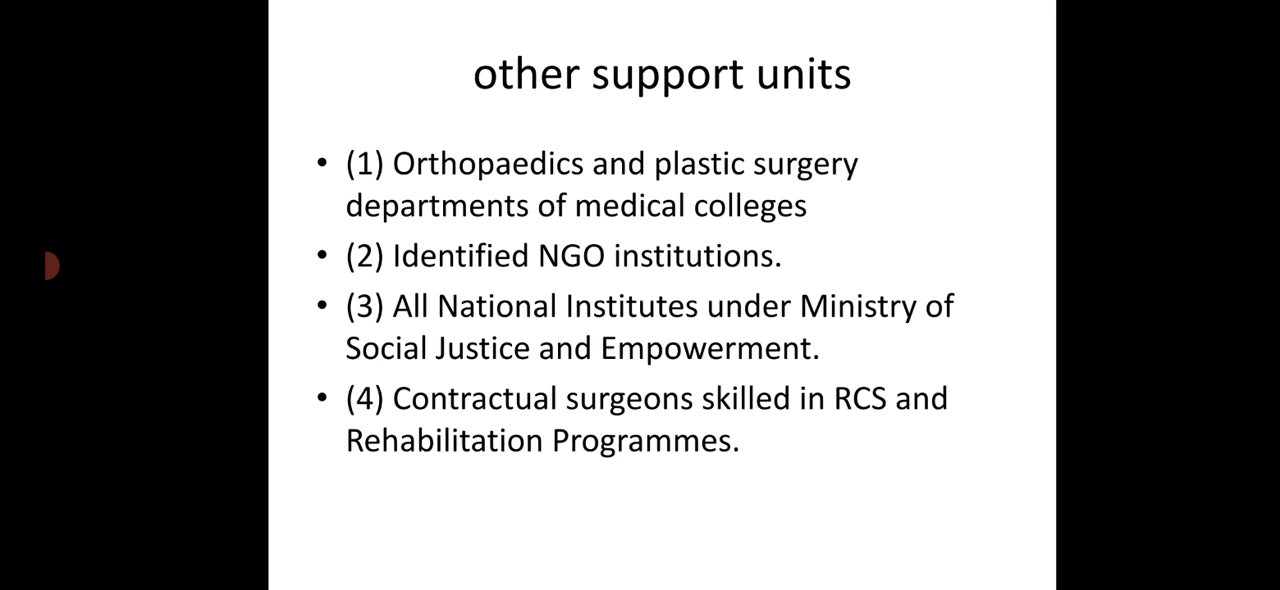 other support units
• (1) Orthopaedics and plastic surgery
departments of medical colleges
• (2) Identified NGO institutions.
• (3) All National Institutes under Ministry of
Social Justice and Empowerment.
• (4) Contractual surgeons skilled in RCS and
Rehabilitation Programmes.